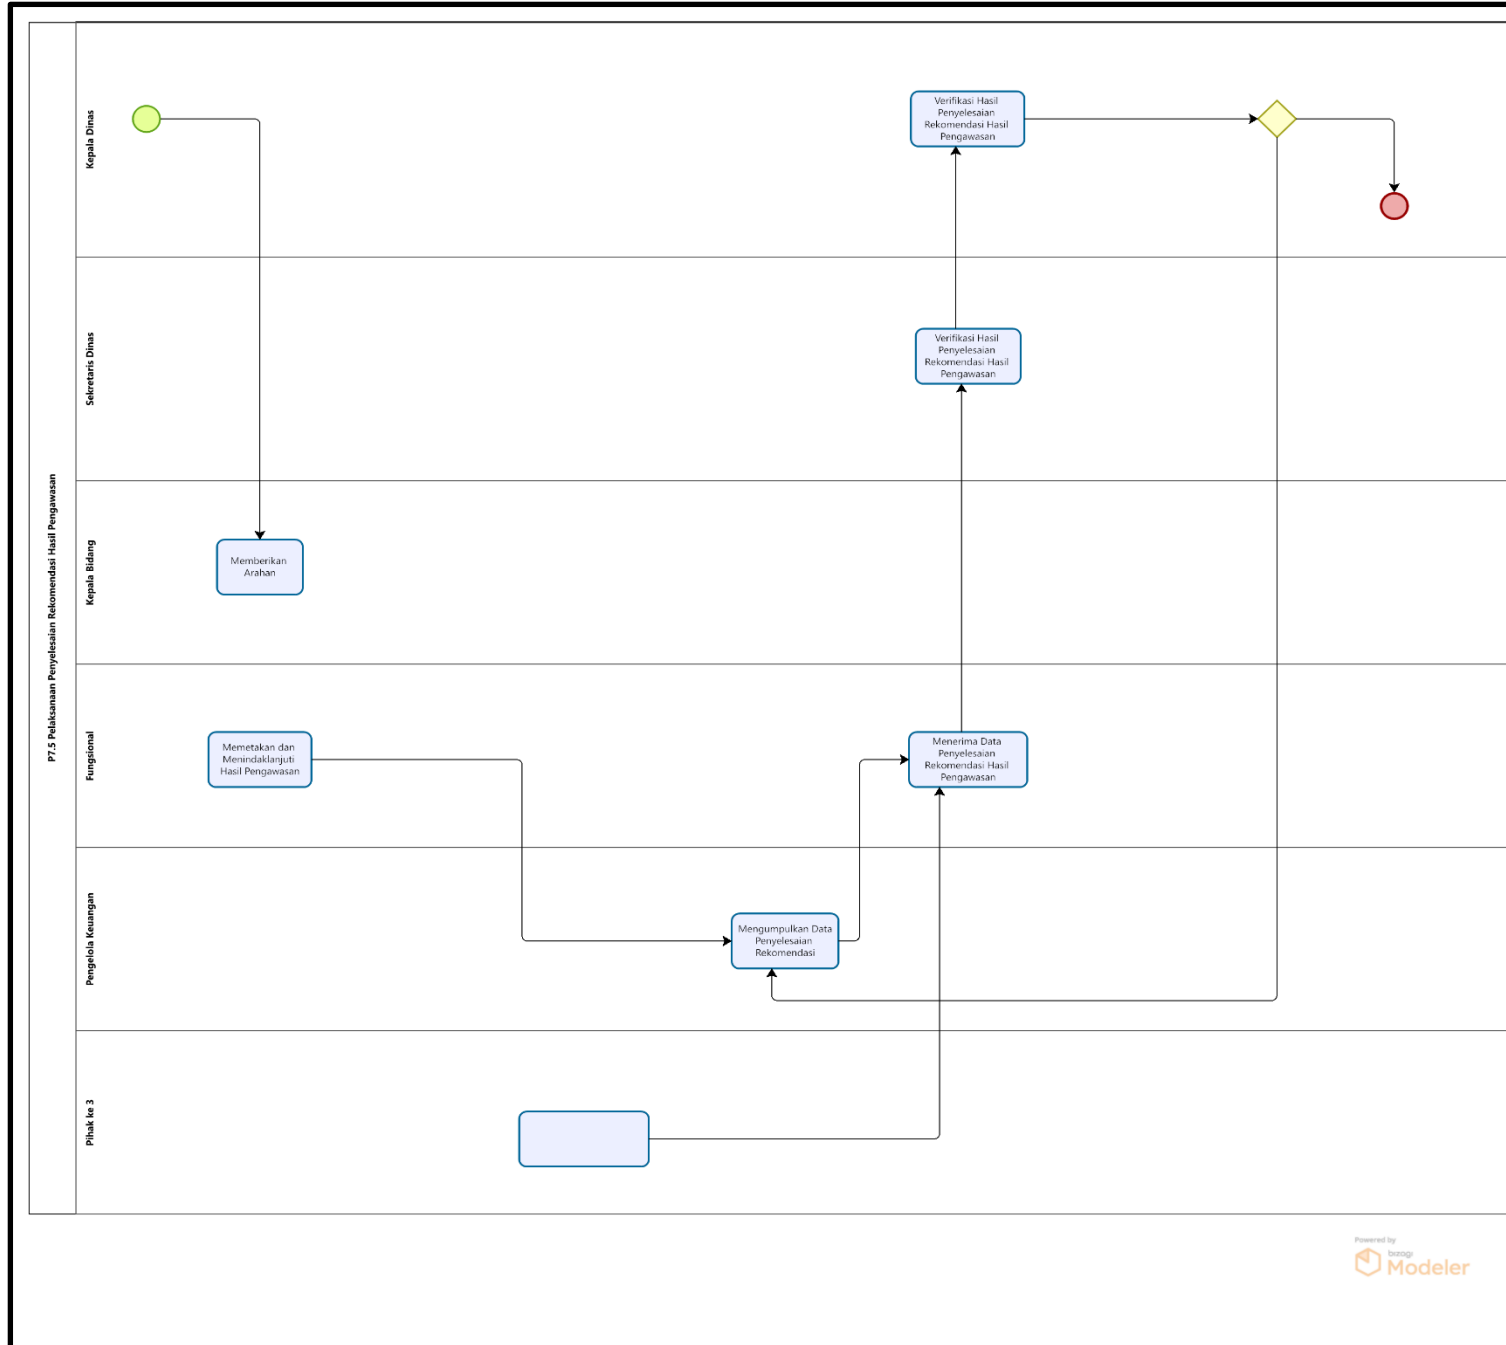 P7.5 Pelaksanaan Penyelesaian Rekomendasi Hasil Pengawasan
Kepala Dinas
Verifikasi Hasil
Penyelesaian
Rekomendasi Hasil
Pengawasan
Sekretaris Dinas
Verifikasi Hasil
Penyelesaian
Rekomendasi Hasil
Pengawasan
Kepala Bidang
Memberikan
Arahan
Fungsional
Memetakan dan
Menindaklanjuti
Hasil Pengawasan
Menerima Data
Penyelesaian
Rekomendasi Hasil
Pengawasan
Pengelola Keuangan
Mengumpulkan Data
Penyelesaian
Rekomendasi
Pihak ke 3
Powered by
bizagi
Modeler